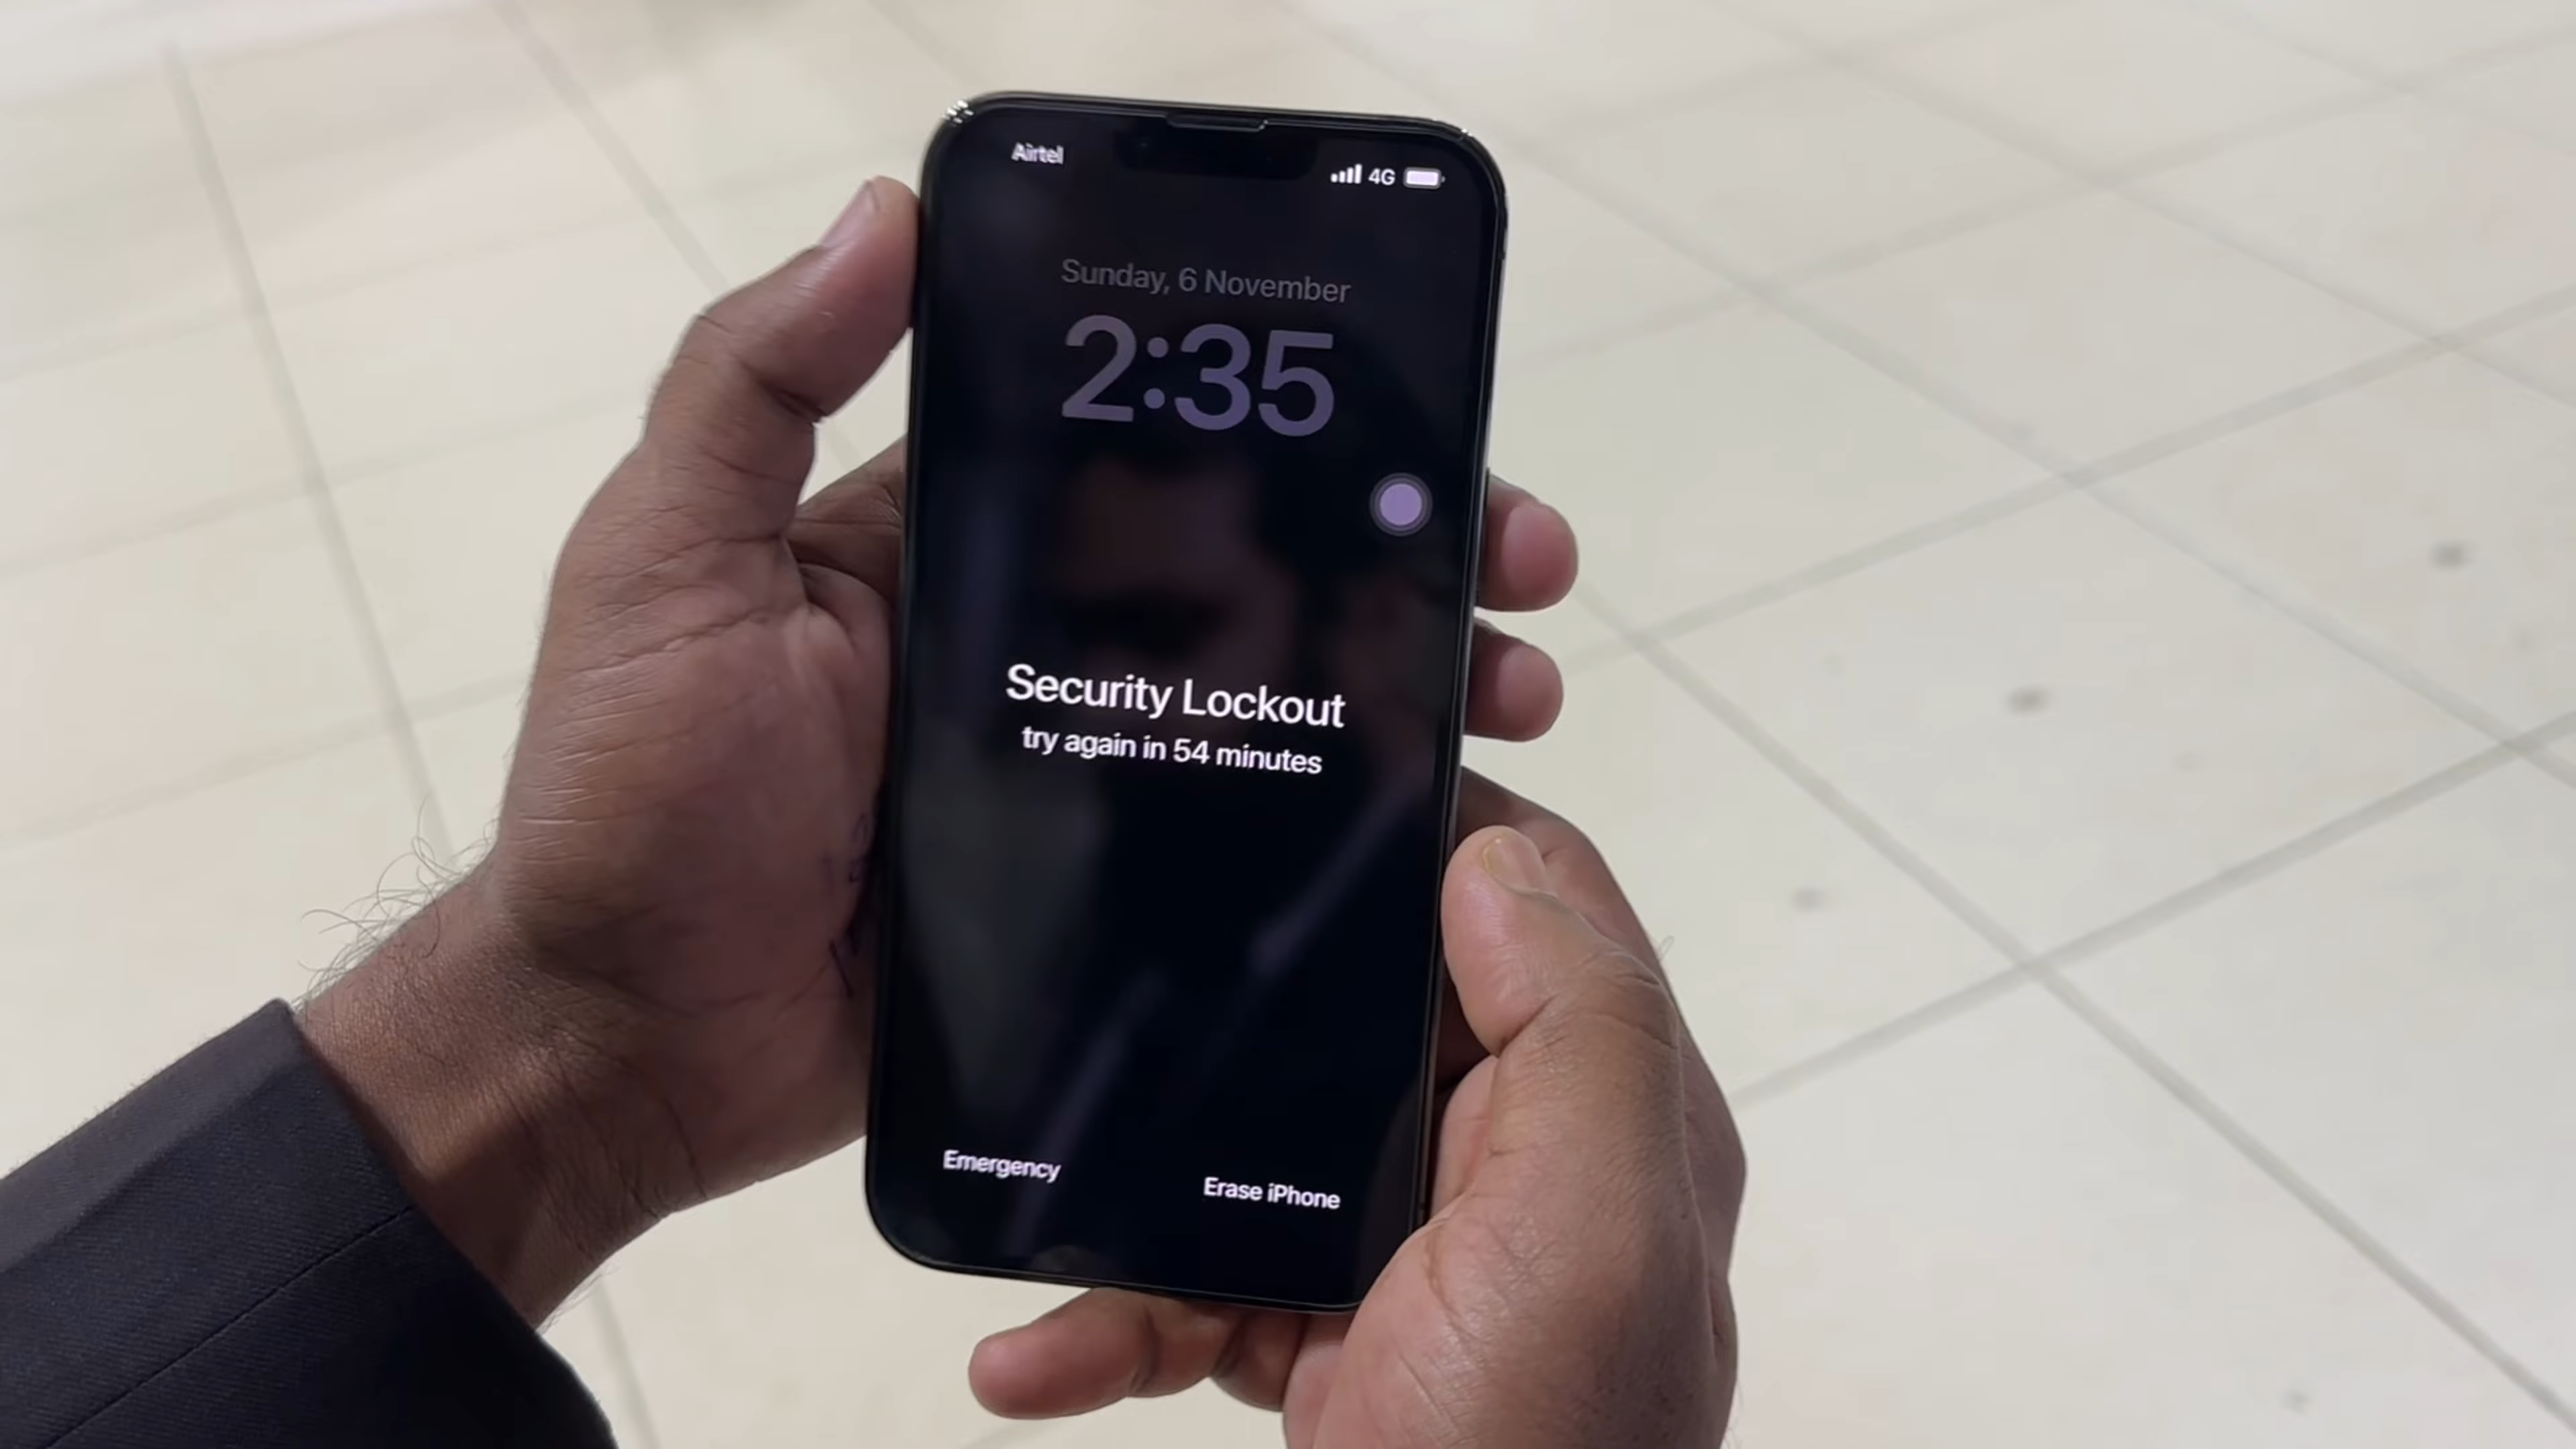 Airtel
4G
Sunday, 6 November
2:35
Security Lockout
try again in 54 minutes
Emergency
Erase iPhone